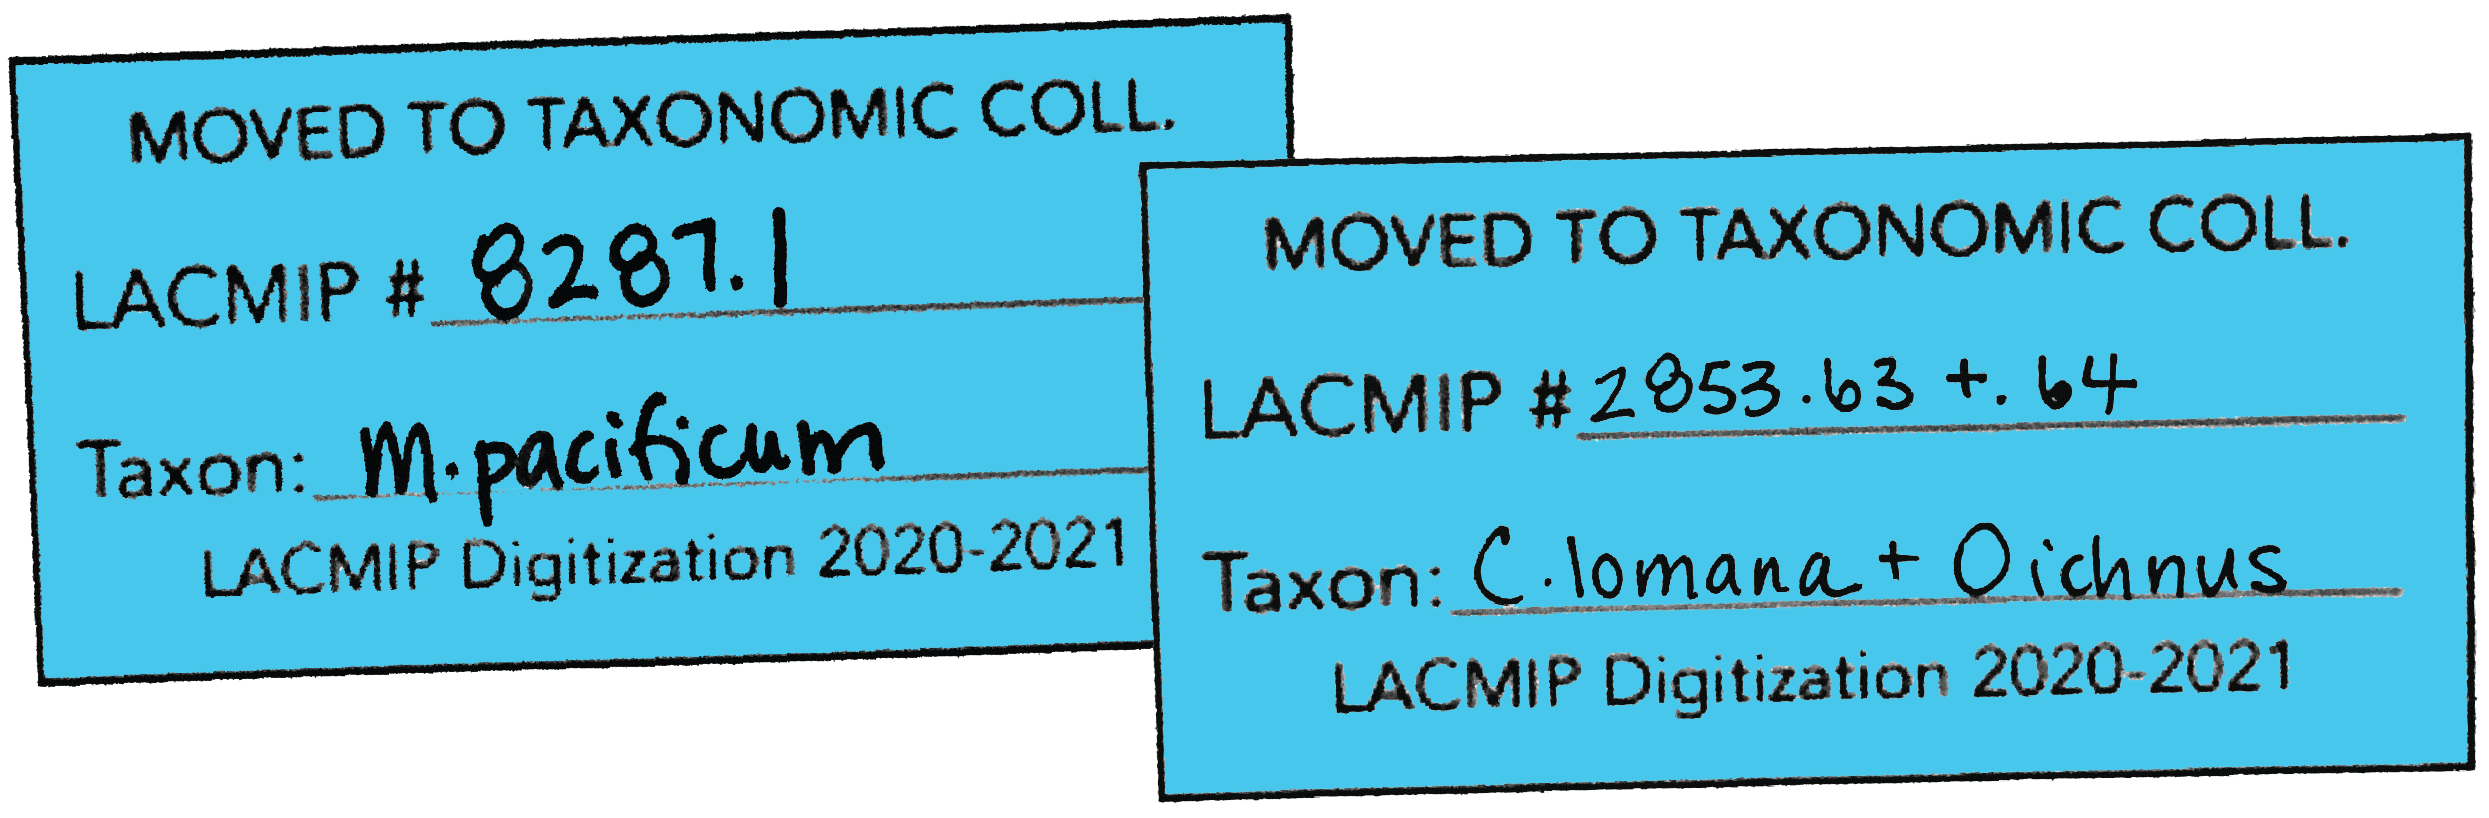 MOVED TO TAXONOMIC COLL.
LACMIP # 8287.1
Taxon: M. pacificum
LACMIP Digitization 2020-2021
MOVED TO TAXONOMIC COLL.
LACMIP # 2853.63 + .64
Taxon: C. lomana + Oichnus
LACMIP Digitization 2020-2021